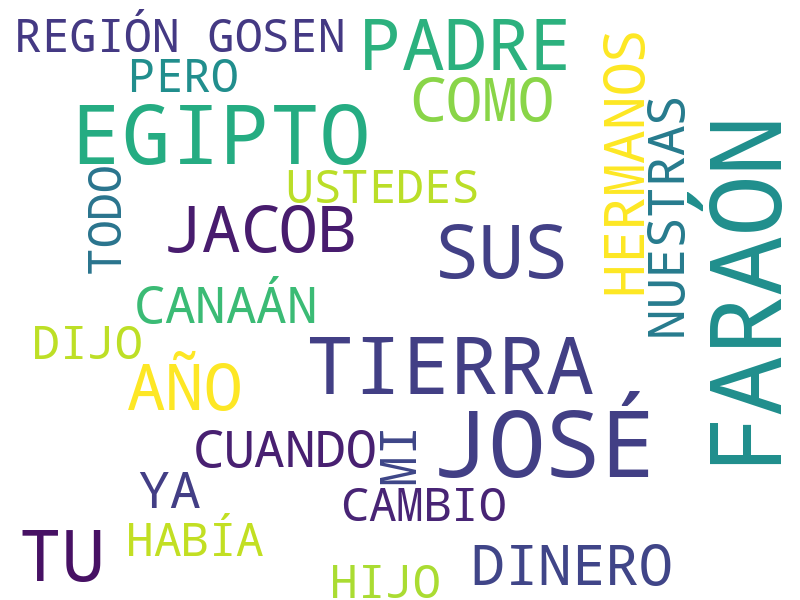 REGIÓN GOSEN
PADRE
PERO
COMO
HERMANOS
EGIPTO
NUESTRAS
FARAÓN
TODO
USTEDES
JACOB
SUS
CANAÁN
DIJO
TIERRA
AÑO
JOSÉ
CUANDO
MI
YA
CAMBIO
TU
HABÍA
DINERO
HIJO